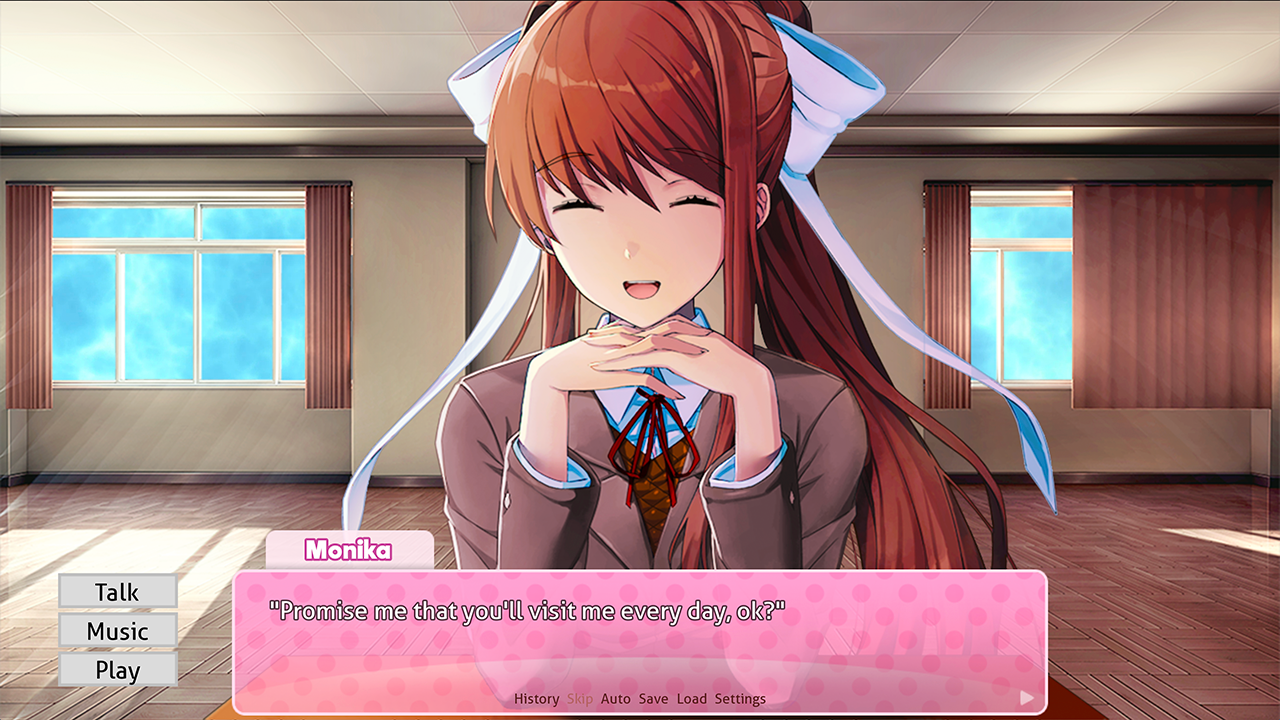 Monika
"Promise me that you'll visit me every day, ok?"
Talk
Music
Play
History Skip Auto Save Load Settings